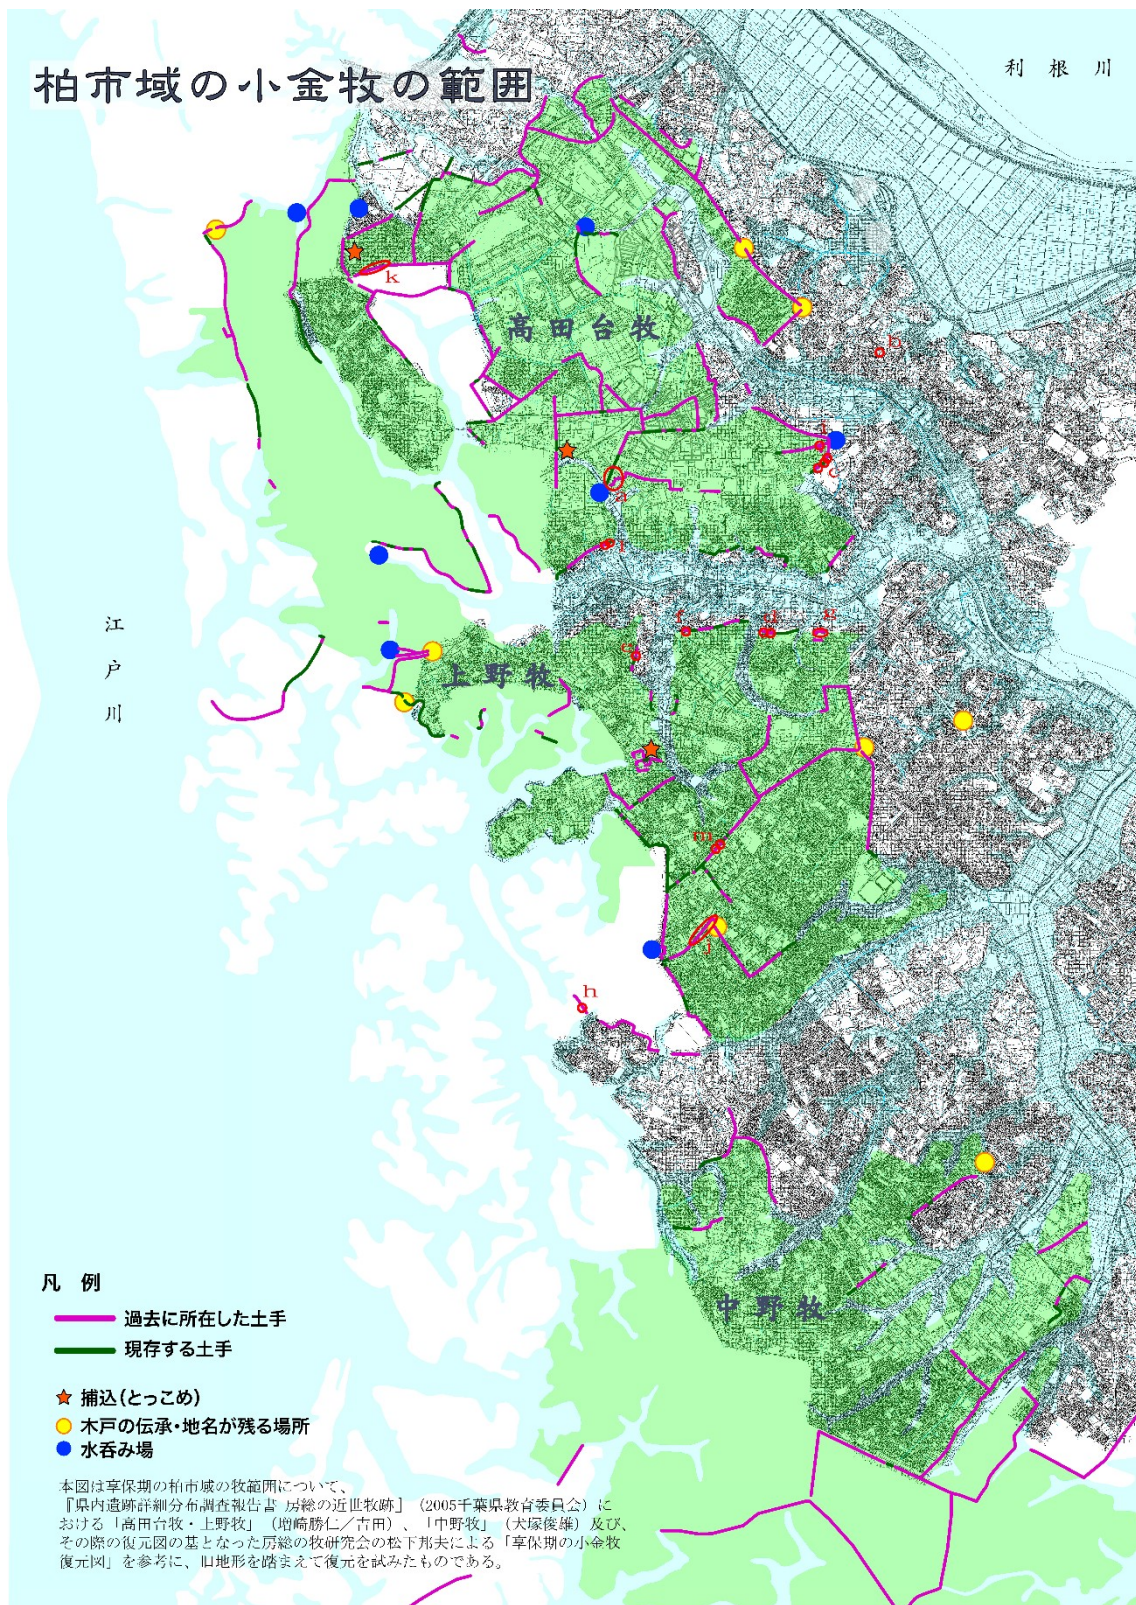 柏市域の小金牧の範囲
利根川
k
高田台牧
b
i
c
a
l
江戸川
f
d
g
e
上野牧
m
j
h
中野牧
凡 例
過去に所在した土手
現存する土手
捕込(とっこめ)
木戸の伝承・地名が残る場所
水呑み場
本図は享保期の柏市域の牧範囲について、
『県内遺跡詳細分布調査報告書 房総の近世牧跡』(2005千葉県教育委員会)に
おける「高田台牧・上野牧」(増崎勝仁/吉田)、「中野牧」(犬塚俊雄)及び、
その際の復元図の基となった房総の牧研究会の松下邦夫による「享保期の小金牧
復元図」を参考に、旧地形を踏まえて復元を試みたものである。